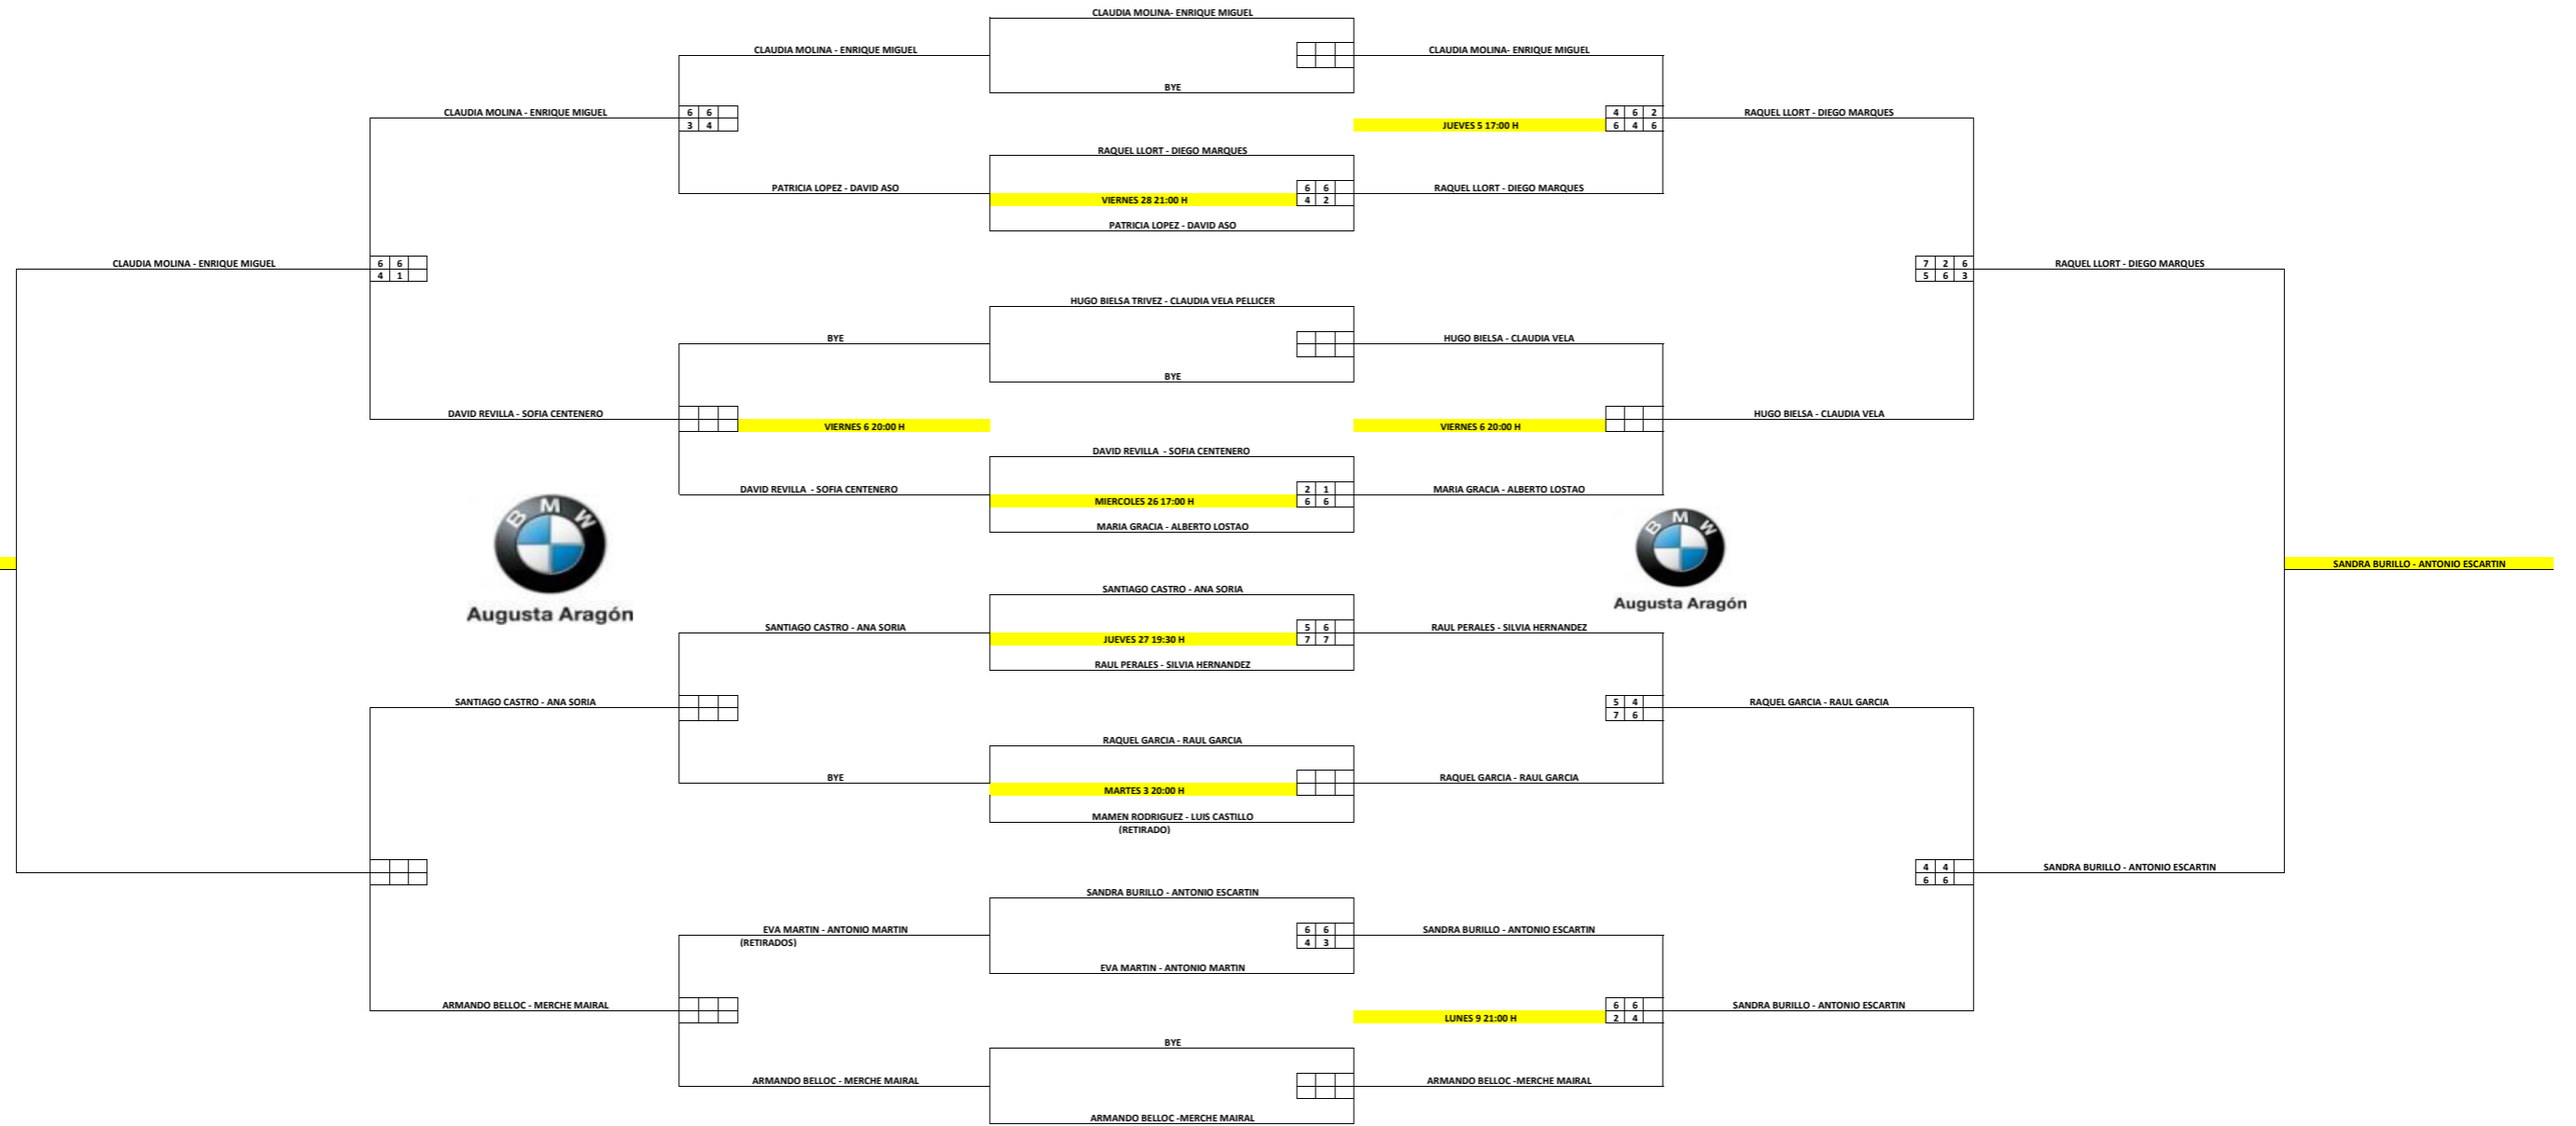 CLAUDIA MOLINA- ENRIQUE MIGUEL
CLAUDIA MOLINA - ENRIQUE MIGUEL
CLAUDIA MOLINA- ENRIQUE MIGUEL
BYE
CLAUDIA MOLINA - ENRIQUE MIGUEL
6 6
3 4
JUEVES 5 17:00 H
4 6 2
6 4 6
RAQUEL LLORT - DIEGO MARQUES
RAQUEL LLORT - DIEGO MARQUES
PATRICIA LOPEZ - DAVID ASO
VIERNES 28 21:00 H
6 6
4 2
RAQUEL LLORT - DIEGO MARQUES
PATRICIA LOPEZ - DAVID ASO
CLAUDIA MOLINA - ENRIQUE MIGUEL
6 6
4 1
7 2 6
5 6 3
RAQUEL LLORT - DIEGO MARQUES
HUGO BIELSA TRIVEZ - CLAUDIA VELA PELLICER
BYE
HUGO BIELSA - CLAUDIA VELA
BYE
DAVID REVILLA - SOFIA CENTENERO
VIERNES 6 20:00 H
VIERNES 6 20:00 H
HUGO BIELSA - CLAUDIA VELA
DAVID REVILLA - SOFIA CENTENERO
DAVID REVILLA - SOFIA CENTENERO
MIERCOLES 26 17:00 H
2 1
6 6
MARIA GRACIA - ALBERTO LOSTAO
MARIA GRACIA - ALBERTO LOSTAO
BMW
Augusta Aragón
BMW
Augusta Aragón
SANDRA BURILLO - ANTONIO ESCARTIN
SANTIAGO CASTRO - ANA SORIA
SANTIAGO CASTRO - ANA SORIA
JUEVES 27 19:30 H
5 6
7 7
RAUL PERALES - SILVIA HERNANDEZ
RAUL PERALES - SILVIA HERNANDEZ
SANTIAGO CASTRO - ANA SORIA
5 4
7 6
RAQUEL GARCIA - RAUL GARCIA
RAQUEL GARCIA - RAUL GARCIA
BYE
MARTES 3 20:00 H
RAQUEL GARCIA - RAUL GARCIA
MAMEN RODRIGUEZ - LUIS CASTILLO
(RETIRADO)
4 4
6 6
SANDRA BURILLO - ANTONIO ESCARTIN
SANDRA BURILLO - ANTONIO ESCARTIN
EVA MARTIN - ANTONIO MARTIN
(RETIRADOS)
6 6
4 3
SANDRA BURILLO - ANTONIO ESCARTIN
EVA MARTIN - ANTONIO MARTIN
ARMANDO BELLOC - MERCHE MAIRAL
LUNES 9 21:00 H
6 6
2 4
SANDRA BURILLO - ANTONIO ESCARTIN
BYE
ARMANDO BELLOC - MERCHE MAIRAL
ARMANDO BELLOC -MERCHE MAIRAL
ARMANDO BELLOC -MERCHE MAIRAL